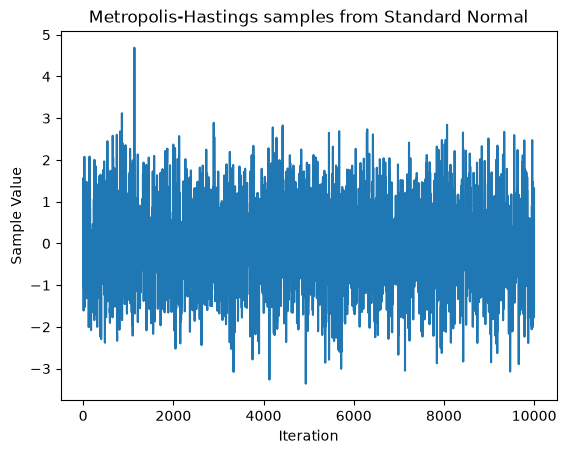 Metropolis-Hastings samples from Standard Normal
5
4
3
2
1
0
−1
−2
−3
Sample Value
0 2000 4000 6000 8000 10000
Iteration